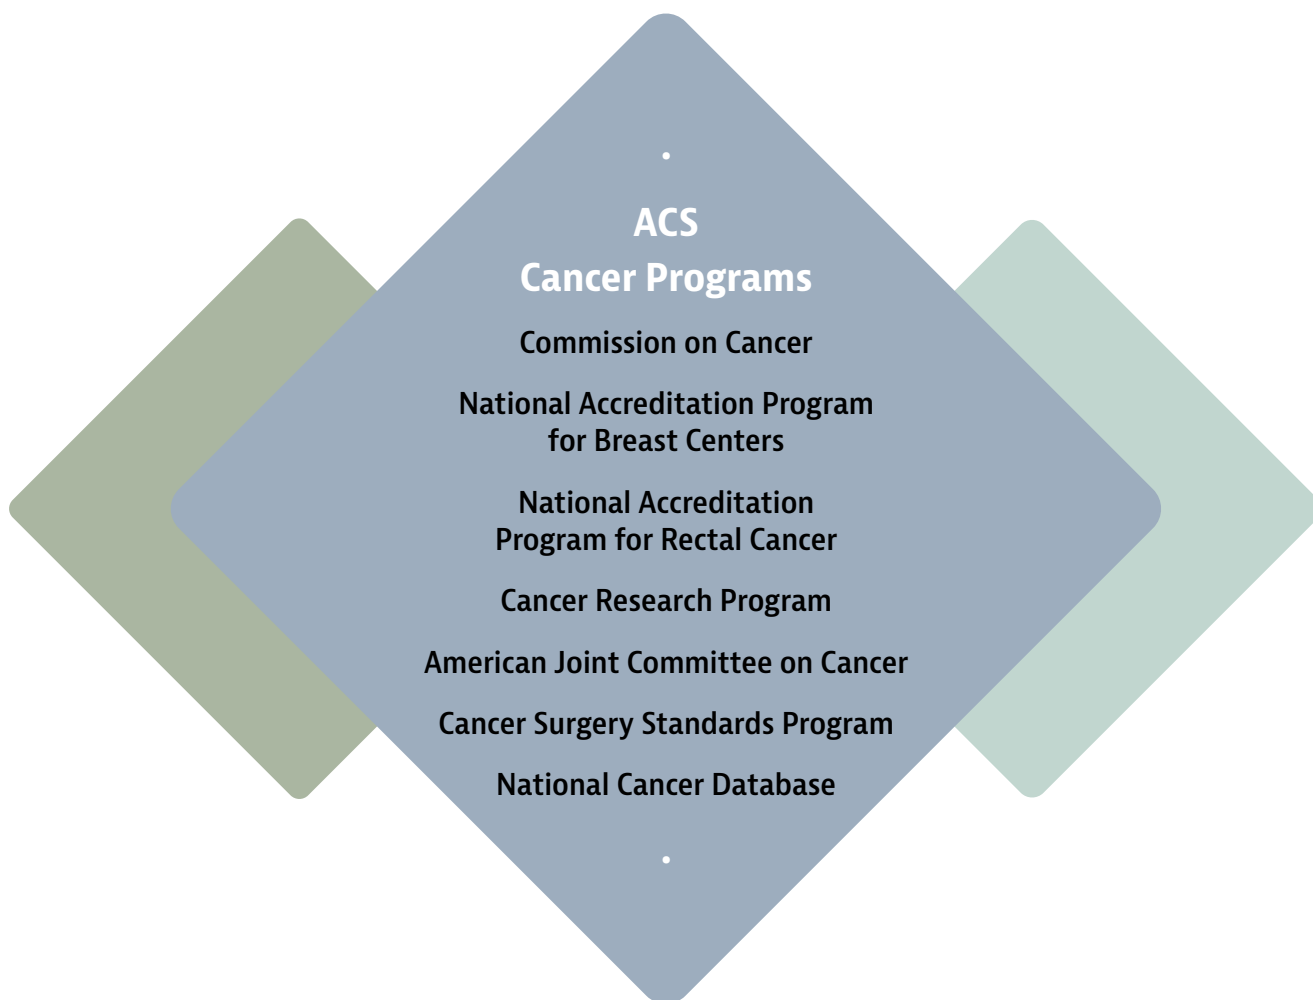 ACS
Cancer Programs
Commission on Cancer
National Accreditation Program
for Breast Centers
National Accreditation
Program for Rectal Cancer
Cancer Research Program
American Joint Committee on Cancer
Cancer Surgery Standards Program
National Cancer Database